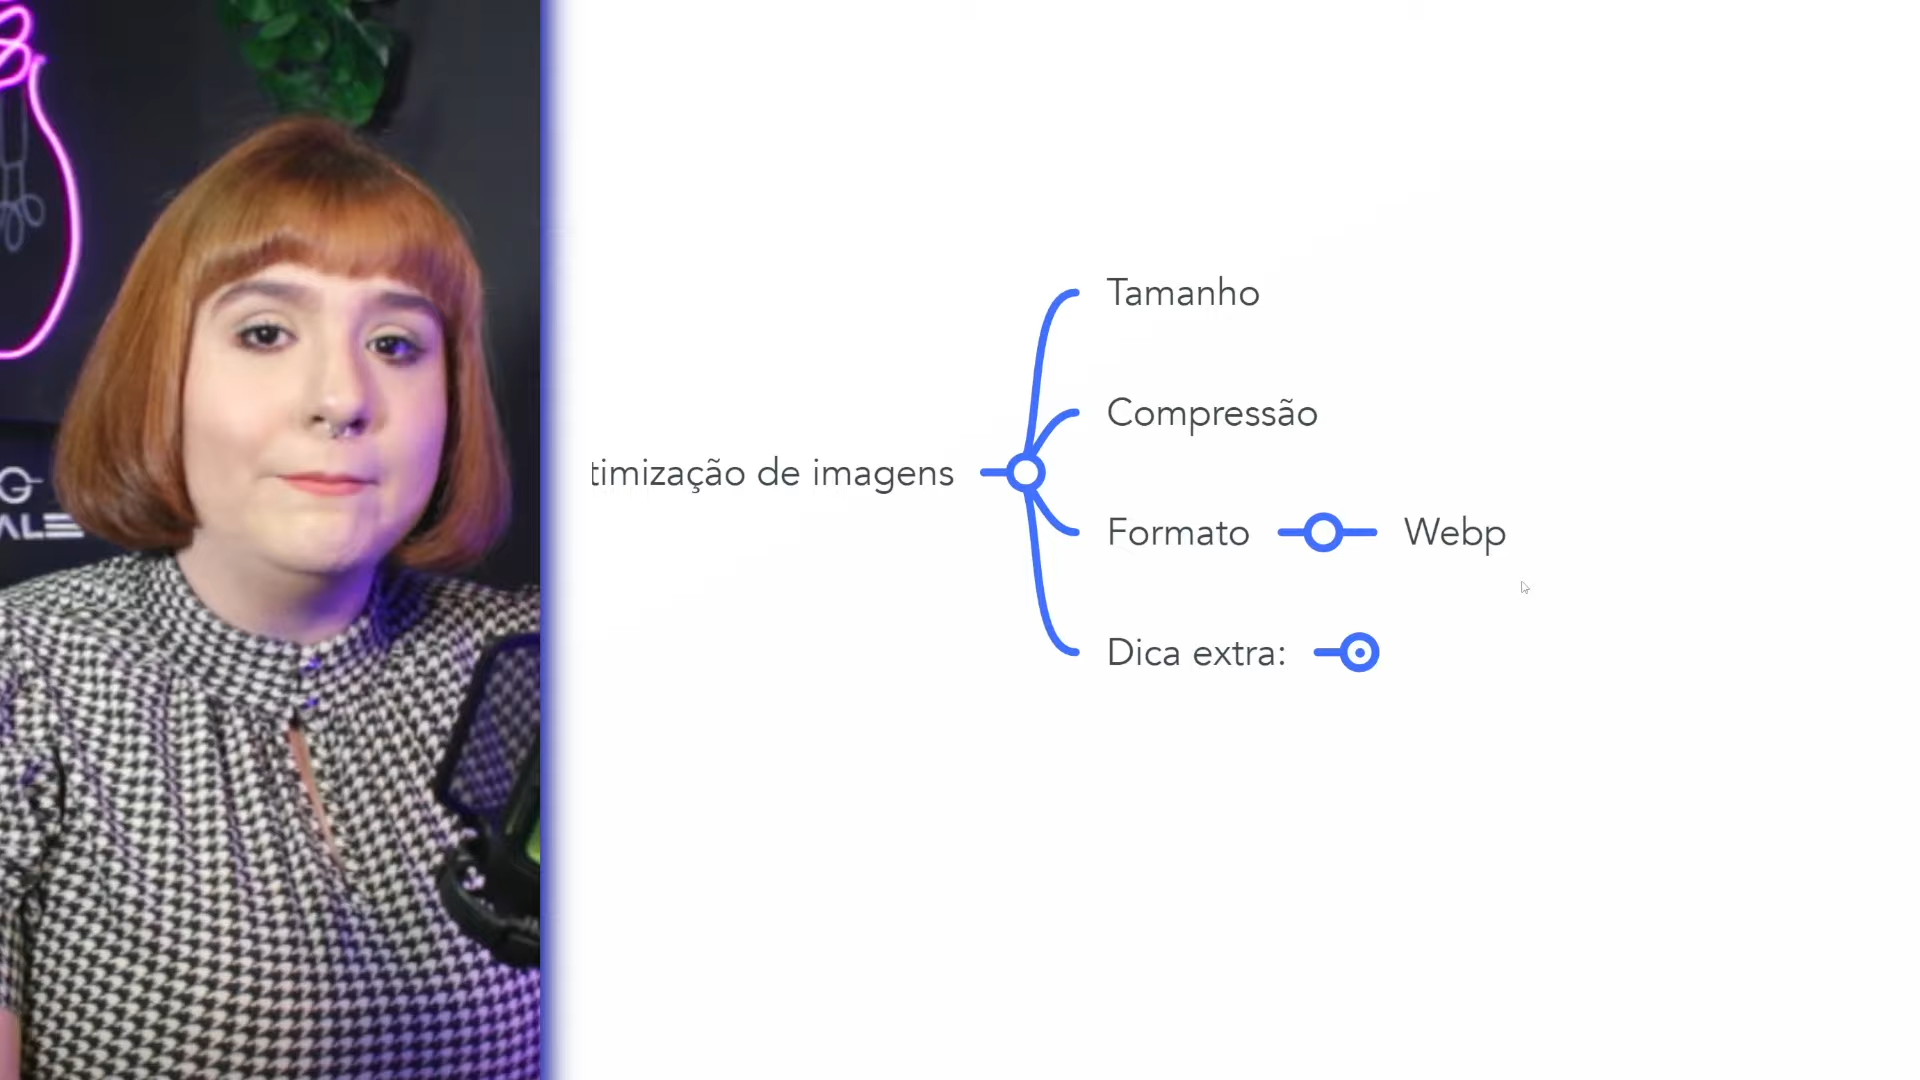 timização de imagens
Tamanho
Compressão
Formato
Webp
Dica extra: